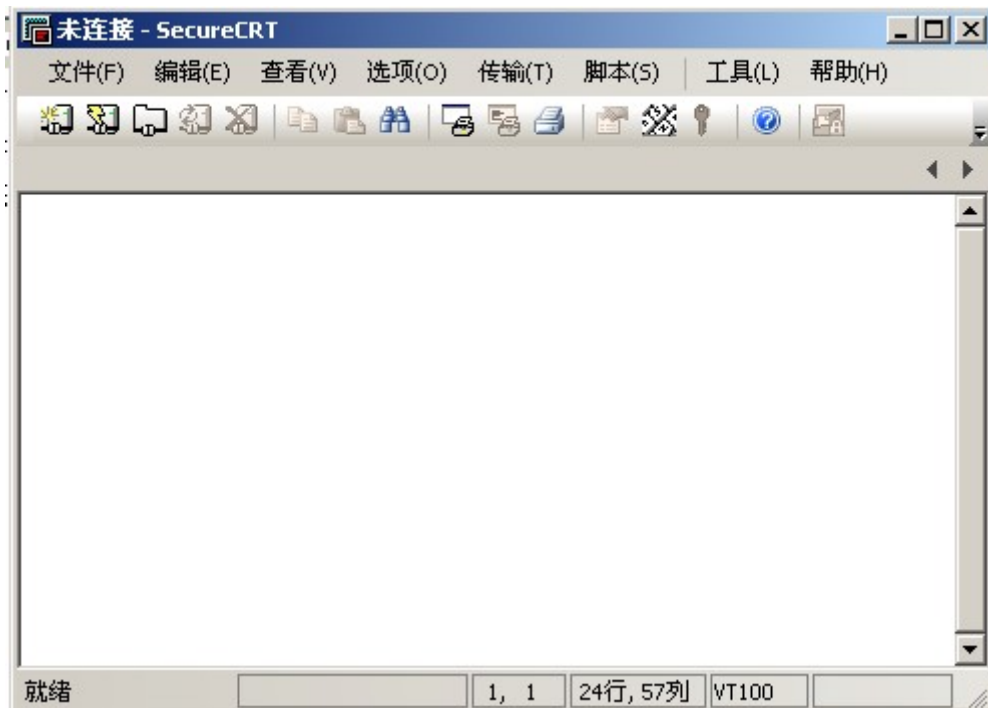 未连接 - SecureCRT
文件(F) 编辑(E) 查看(V) 选项(O) 传输(T) 脚本(S) 工具(L) 帮助(H)
就绪 1, 1 24行, 57列 VT100